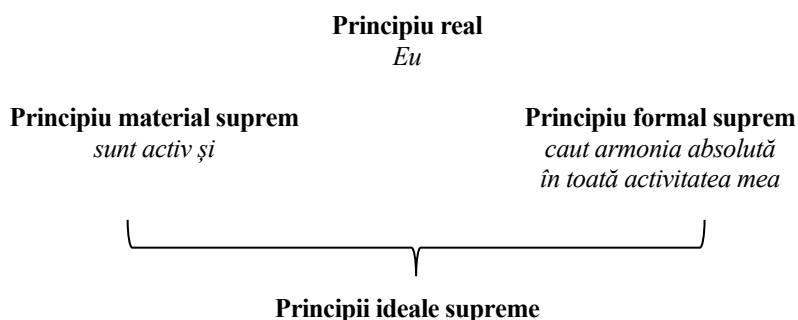 Principiu real
Eu
Principiu material suprem
sunt activ și
Principiu formal suprem
caut armonia absolută
în toată activitatea mea
Principii ideale supreme